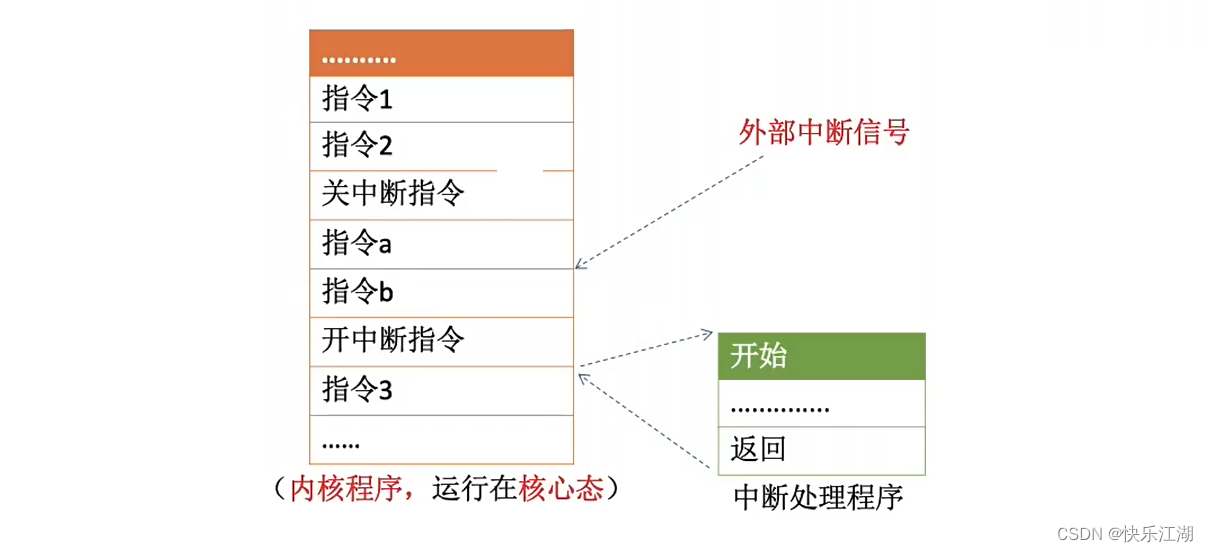 ..........
指令1
指令2
关中断指令
指令a
指令b
开中断指令
指令3
......
（内核程序，运行在核心态）
外部中断信号
开始
..............
返回
中断处理程序
CSDN @快乐江湖